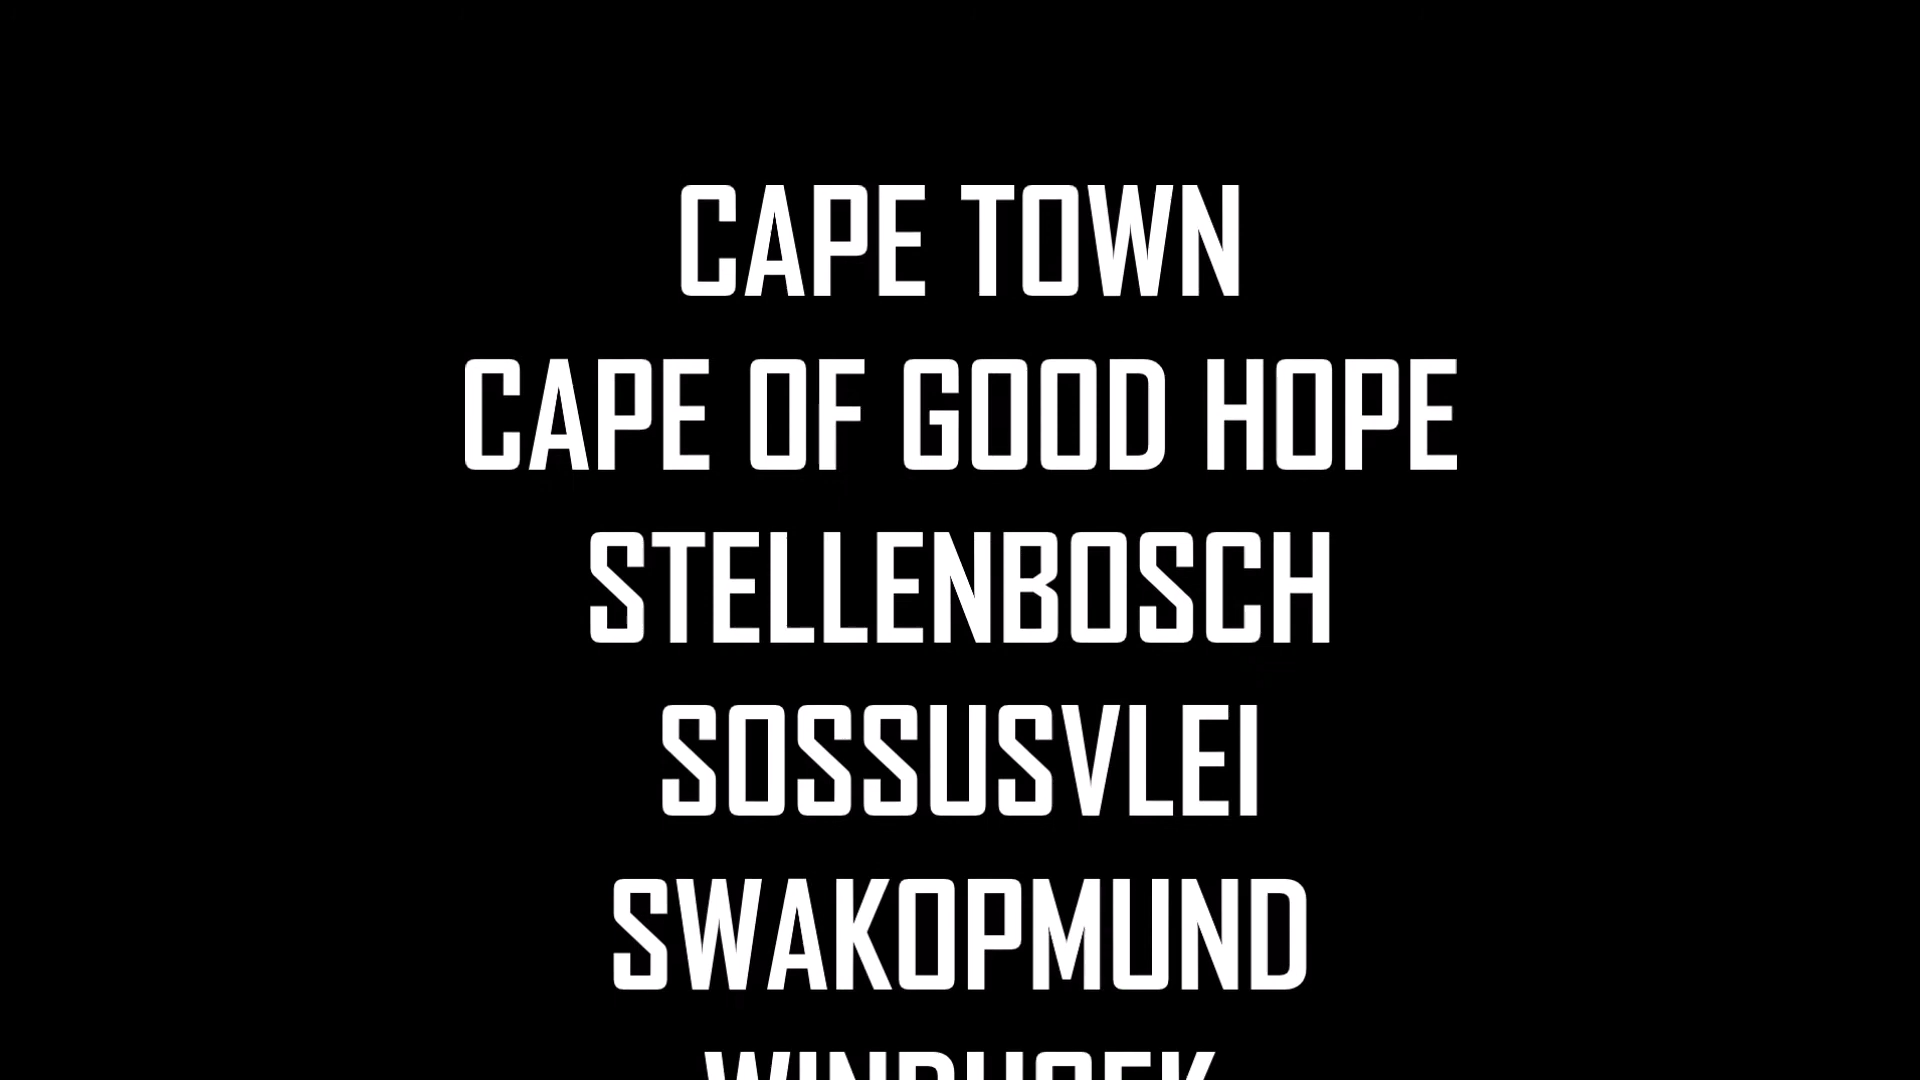 CAPE TOWN
CAPE OF GOOD HOPE
STELLENBOSCH
SOSSUSVLEI
SWAKOPMUND
WINDHOEK